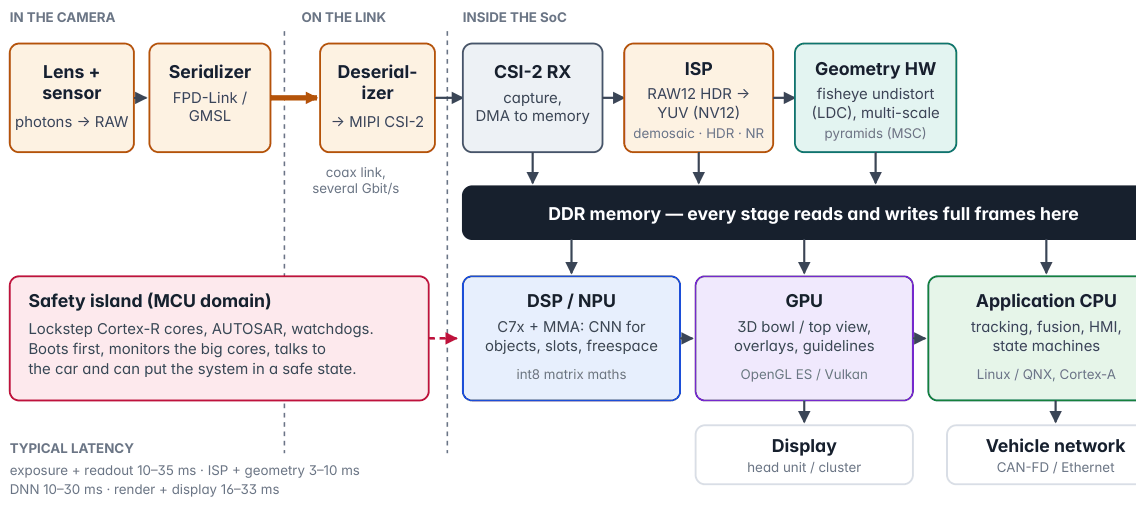 IN THE CAMERA
ON THE LINK
INSIDE THE SoC
Lens +
sensor
photons → RAW
Serializer
FPD-Link /
GMSL
Deserial-
izer
→ MIPI CSI-2
CSI-2 RX
capture,
DMA to memory
ISP
RAW12 HDR →
YUV (NV12)
demosaic · HDR · NR
Geometry HW
fisheye undistort
(LDC), multi-scale
pyramids (MSC)
coax link,
several Gbit/s
DDR memory — every stage reads and writes full frames here
Safety island (MCU domain)
Lockstep Cortex-R cores, AUTOSAR, watchdogs.
Boots first, monitors the big cores, talks to
the car and can put the system in a safe state.
DSP / NPU
C7x + MMA: CNN for
objects, slots, freespace
int8 matrix maths
GPU
3D bowl / top view,
overlays, guidelines
OpenGL ES / Vulkan
Application CPU
tracking, fusion, HMI,
state machines
Linux / QNX, Cortex-A
Display
head unit / cluster
Vehicle network
CAN-FD / Ethernet
TYPICAL LATENCY
exposure + readout 10–35 ms · ISP + geometry 3–10 ms
DNN 10–30 ms · render + display 16–33 ms